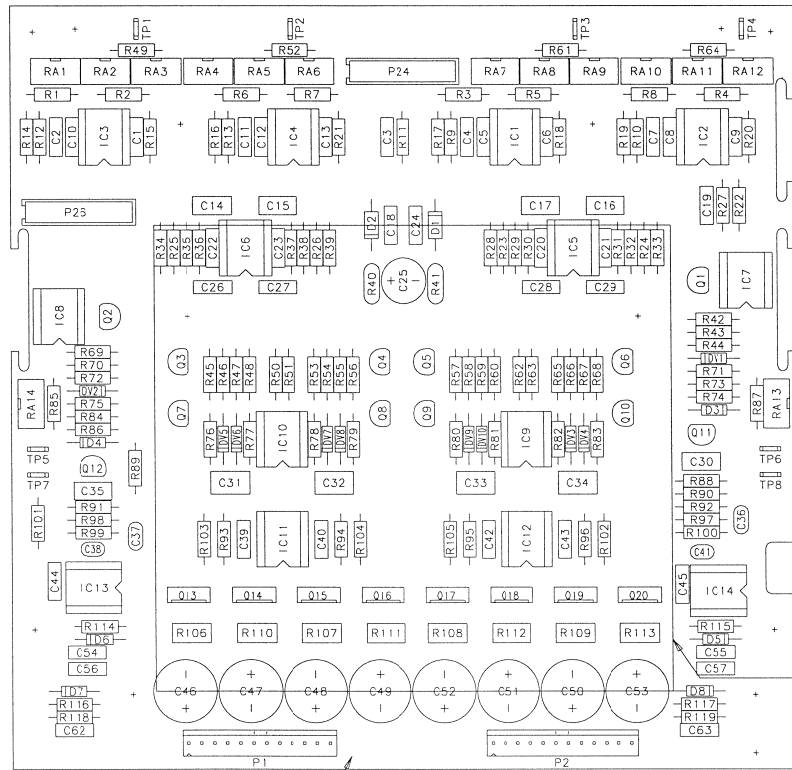 TP1 TP2 TP3 TP4
R49 R52 R61 R64
RA1 RA2 RA3 RA4 RA5 RA6 P24 RA7 RA8 RA9 RA10 RA11 RA12
R1 R2 R6 R7 R3 R5 R8 R4
R14 R12 C2 C10 IC3 C1 R15 R16 R13 C11 C12 IC4 C13 R21 C3 R11 R17 R9 C4 C5 IC1 C6 R18 R19 R10 C7 C8 IC2 C9 R20
P26 C14 C15 D2 C18 C24 D1 C17 C16 C19 R27 R22
R34 R25 R35 R36 C22 IC6 C23 R37 R38 R26 R39 R28 R23 R29 R30 C20 IC5 C21 R31 R32 R24 R33
C26 C27 R40 + C25 − R41 C28 C29 Q1 IC7
IC8 Q2
R42
R43
R44
DV1
R71
R73
R74
D3
R69
R70
R72
DV2
R75
R84
R86
D4
Q3 R45 R46 R47 R48 R50 R51 R53 R54 R55 R56 Q4 Q5 R57 R58 R59 R60 R62 R63 R65 R66 R67 R68 Q6
RA14 R85 R87 RA13
Q7 R76 DV5 DV6 R77 IC10 R78 DV7 DV8 R79 Q8 Q9 R80 DV9 DV10 R81 IC9 R82 DV3 DV4 R83 Q10 Q11
TP5 TP6
TP7 Q12 R89 TP8
C35 C31 C32 C33 C34 C30
R101
R91
R98
R99
C38
C37
R88
R90
R92
R97
R100
C36
C41
R103 R93 C39 IC11 C40 R94 R104 R105 R95 C42 IC12 C43 R96 R102
C44 IC13 C45 IC14
Q13 Q14 Q15 Q16 Q17 Q18 Q19 Q20
R114 R106 R110 R107 R111 R108 R112 R109 R113 R115
D6 D5
C54 C55
C56 C57
− + − + − + − +
C46 C47 C48 C49 C52 C51 C50 C53
+ − + − + − + −
D7 D8
R116 R117
R118 R119
C62 C63
P1 P2